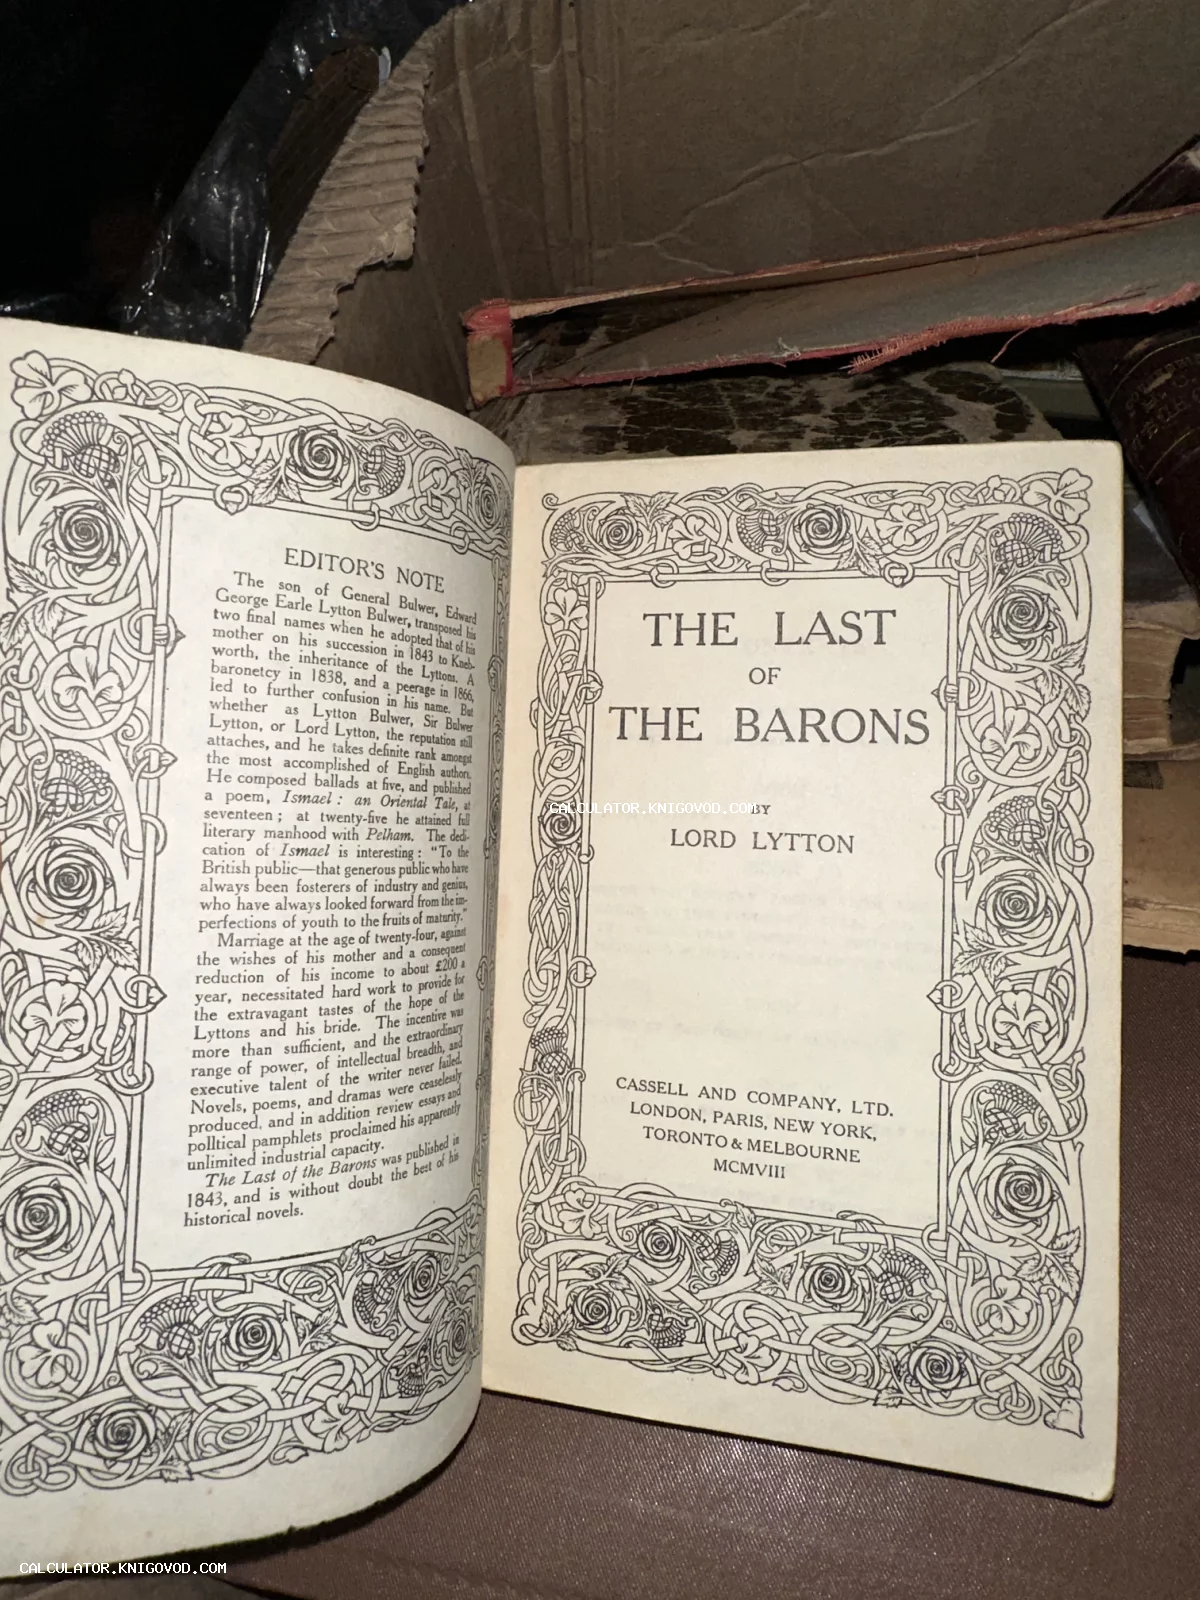 EDITOR'S NOTE
The son of General Bulwer, Edward
George Earle Lytton Bulwer, transposed his
two final names when he adopted that of his
mother on his succession in 1843 to Kneb-
worth, the inheritance of the Lyttons. A
baronetcy in 1838, and a peerage in 1866,
led to further confusion in his name. But
whether as Lytton Bulwer, Sir Bulwer
Lytton, or Lord Lytton, the reputation still
attaches, and he takes definite rank amongst
the most accomplished of English authors.
He composed ballads at five, and published
a poem, Ismael: an Oriental Tale, at
seventeen; at twenty-five he attained full
literary manhood with Pelham. The dedi-
cation of Ismael is interesting: "To the
British public—that generous public who have
always been fosterers of industry and genius,
who have always looked forward from the im-
perfections of youth to the fruits of maturity."
Marriage at the age of twenty-four, against
the wishes of his mother and a consequent
reduction of his income to about £200 a
year, necessitated hard work to provide for
the extravagant tastes of the hope of the
Lyttons and his bride. The incentive was
more than sufficient, and the extraordinary
range of power, of intellectual breadth, and
executive talent of the writer never failed.
Novels, poems, and dramas were ceaselessly
produced, and in addition review essays and
political pamphlets proclaimed his apparently
unlimited industrial capacity.
The Last of the Barons was published in
1843, and is without doubt the best of his
historical novels.
THE LAST
OF
THE BARONS
BY
LORD LYTTON
CASSELL AND COMPANY, LTD.
LONDON, PARIS, NEW YORK,
TORONTO & MELBOURNE
MCMVIII
CALCULATOR.KNIGOVOD.COM
CALCULATOR.KNIGOVOD.COM